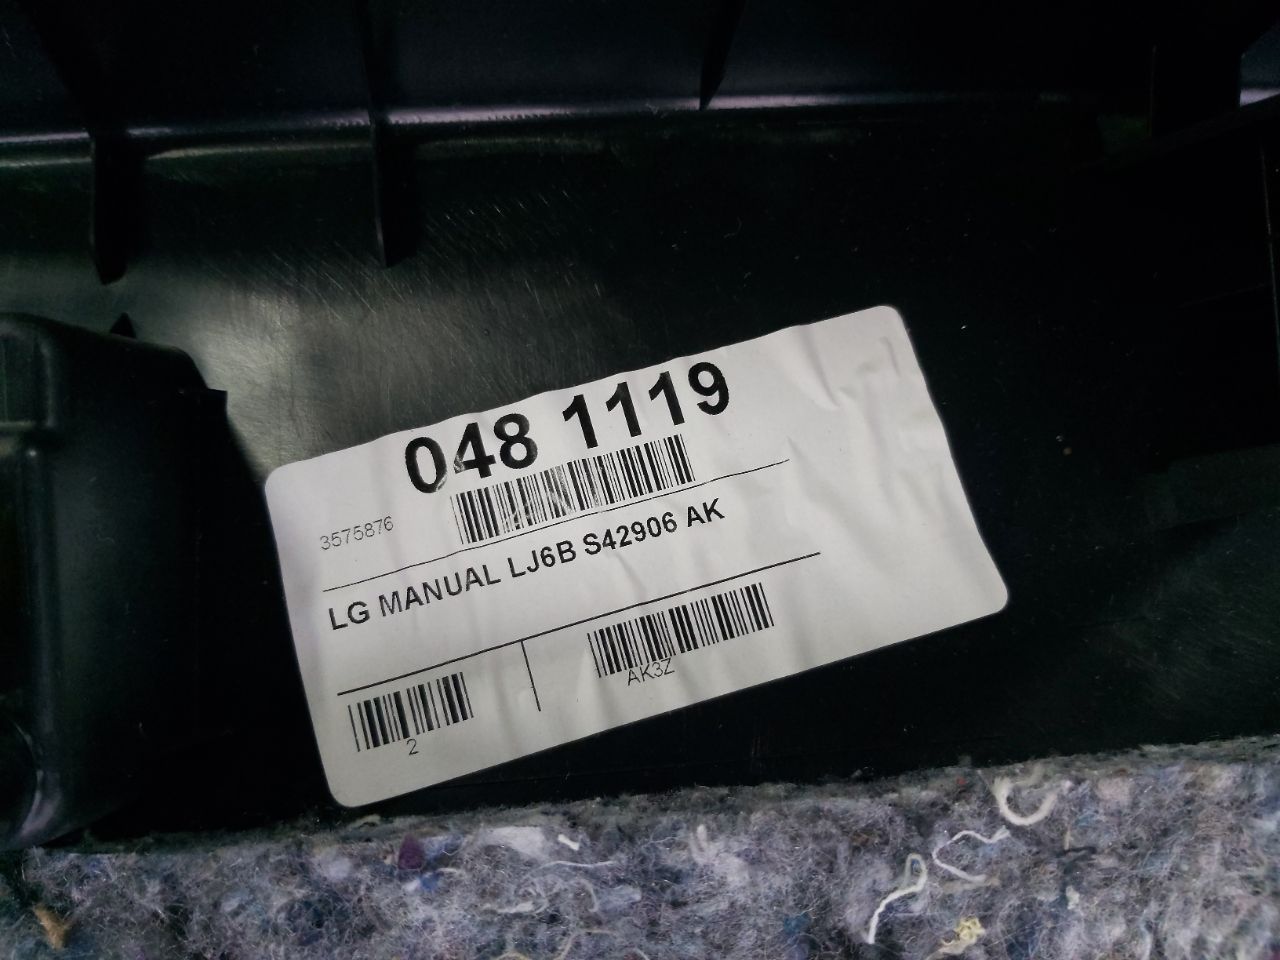 048 1119
3575876
LG MANUAL LJ6B S42906 AK
2
AK3Z